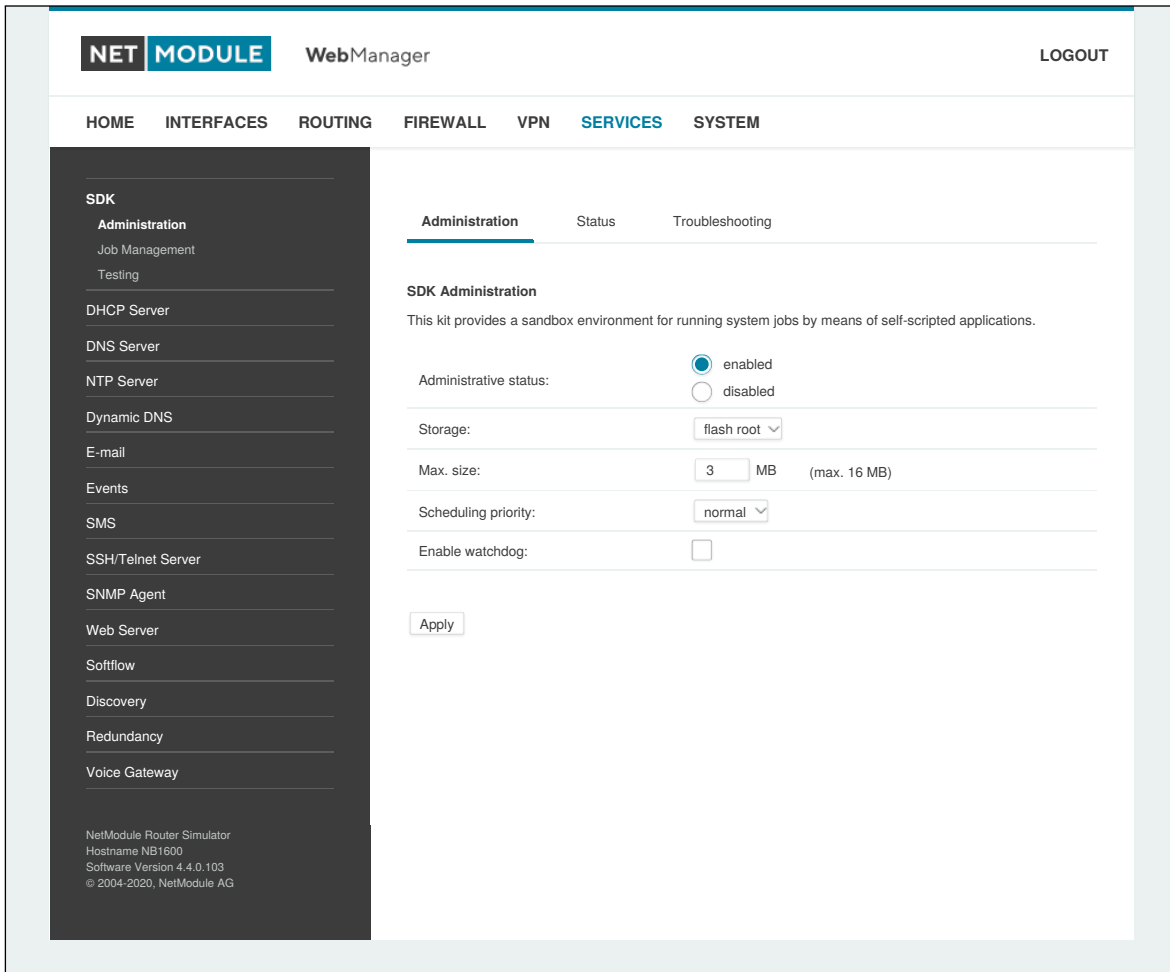 NET MODULE WebManager LOGOUT
HOME INTERFACES ROUTING FIREWALL VPN SERVICES SYSTEM
SDK
Administration
Job Management
Testing
DHCP Server
DNS Server
NTP Server
Dynamic DNS
E-mail
Events
SMS
SSH/Telnet Server
SNMP Agent
Web Server
Softflow
Discovery
Redundancy
Voice Gateway
NetModule Router Simulator
Hostname NB1600
Software Version 4.4.0.103
© 2004-2020, NetModule AG
Administration Status Troubleshooting
SDK Administration
This kit provides a sandbox environment for running system jobs by means of self-scripted applications.
Administrative status:
enabled
disabled
Storage: flash root
Max. size: 3 MB (max. 16 MB)
Scheduling priority: normal
Enable watchdog:
Apply